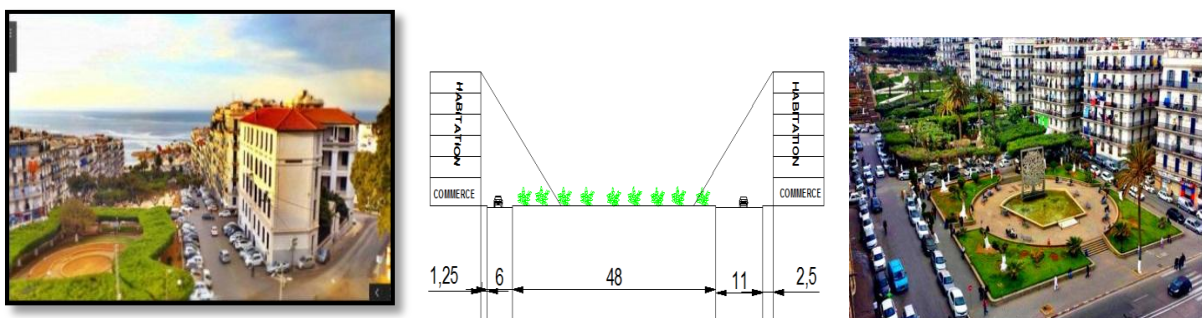 HABITATION
COMMERCE
HABITATION
COMMERCE
1,25 6 48 11 2,5